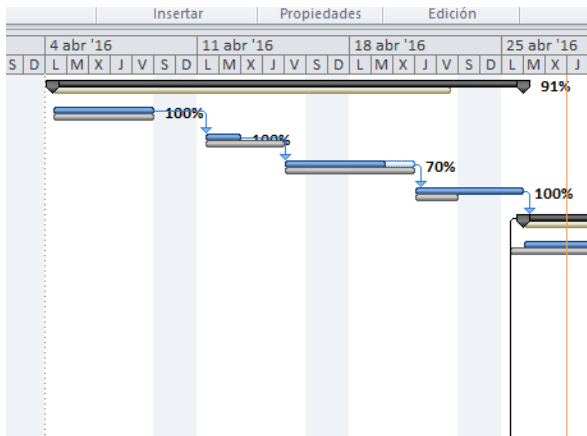 Insertar Propiedades Edición
4 abr '16 11 abr '16 18 abr '16 25 abr '16
S D L M X J V S D L M X J V S D L M X J V S D L M X J
91%
100%
100%
70%
100%